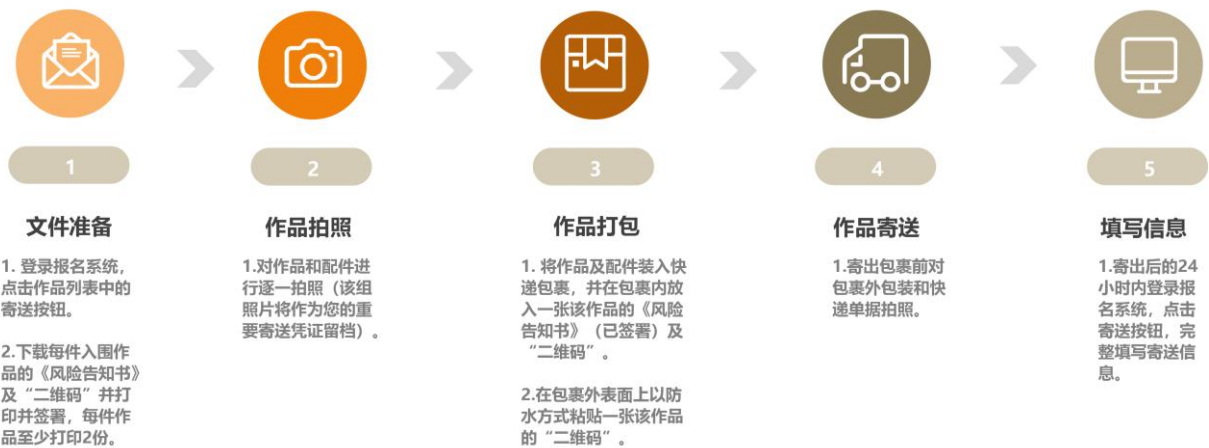 1
文件准备
1. 登录报名系统，
点击作品列表中的
寄送按钮。
2.下载每件入围作
品的《风险告知书》
及“二维码”并打
印并签署，每件作
品至少打印2份。
2
作品拍照
1.对作品和配件进
行逐一拍照（该组
照片将作为您的重
要寄送凭证留档）。
3
作品打包
1. 将作品及配件装入快
递包裹，并在包裹内放
入一张该作品的《风险
告知书》（已签署）及
“二维码”。
2.在包裹外表面上以防
水方式粘贴一张该作品
的“二维码”。
4
作品寄送
1.寄出包裹前对
包裹外包装和快
递单据拍照。
5
填写信息
1.寄出后的24
小时内登录报
名系统，点击
寄送按钮，完
整填写寄送信
息。